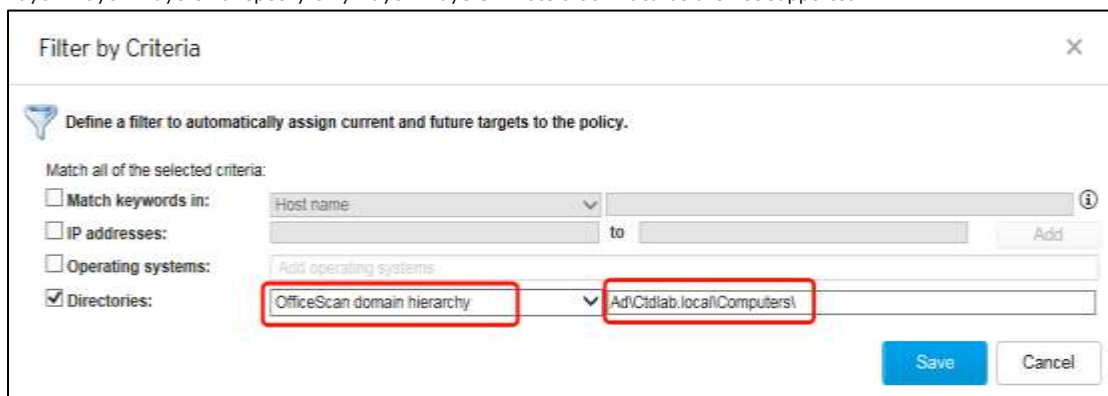 Filter by Criteria
Define a filter to automatically assign current and future targets to the policy.
Match all of the selected criteria:
Match keywords in: Host name
IP addresses: to Add
Operating systems: Add operating systems
Directories: OfficeScan domain hierarchy Ad\Ctdlab.local\Computers\
Save Cancel